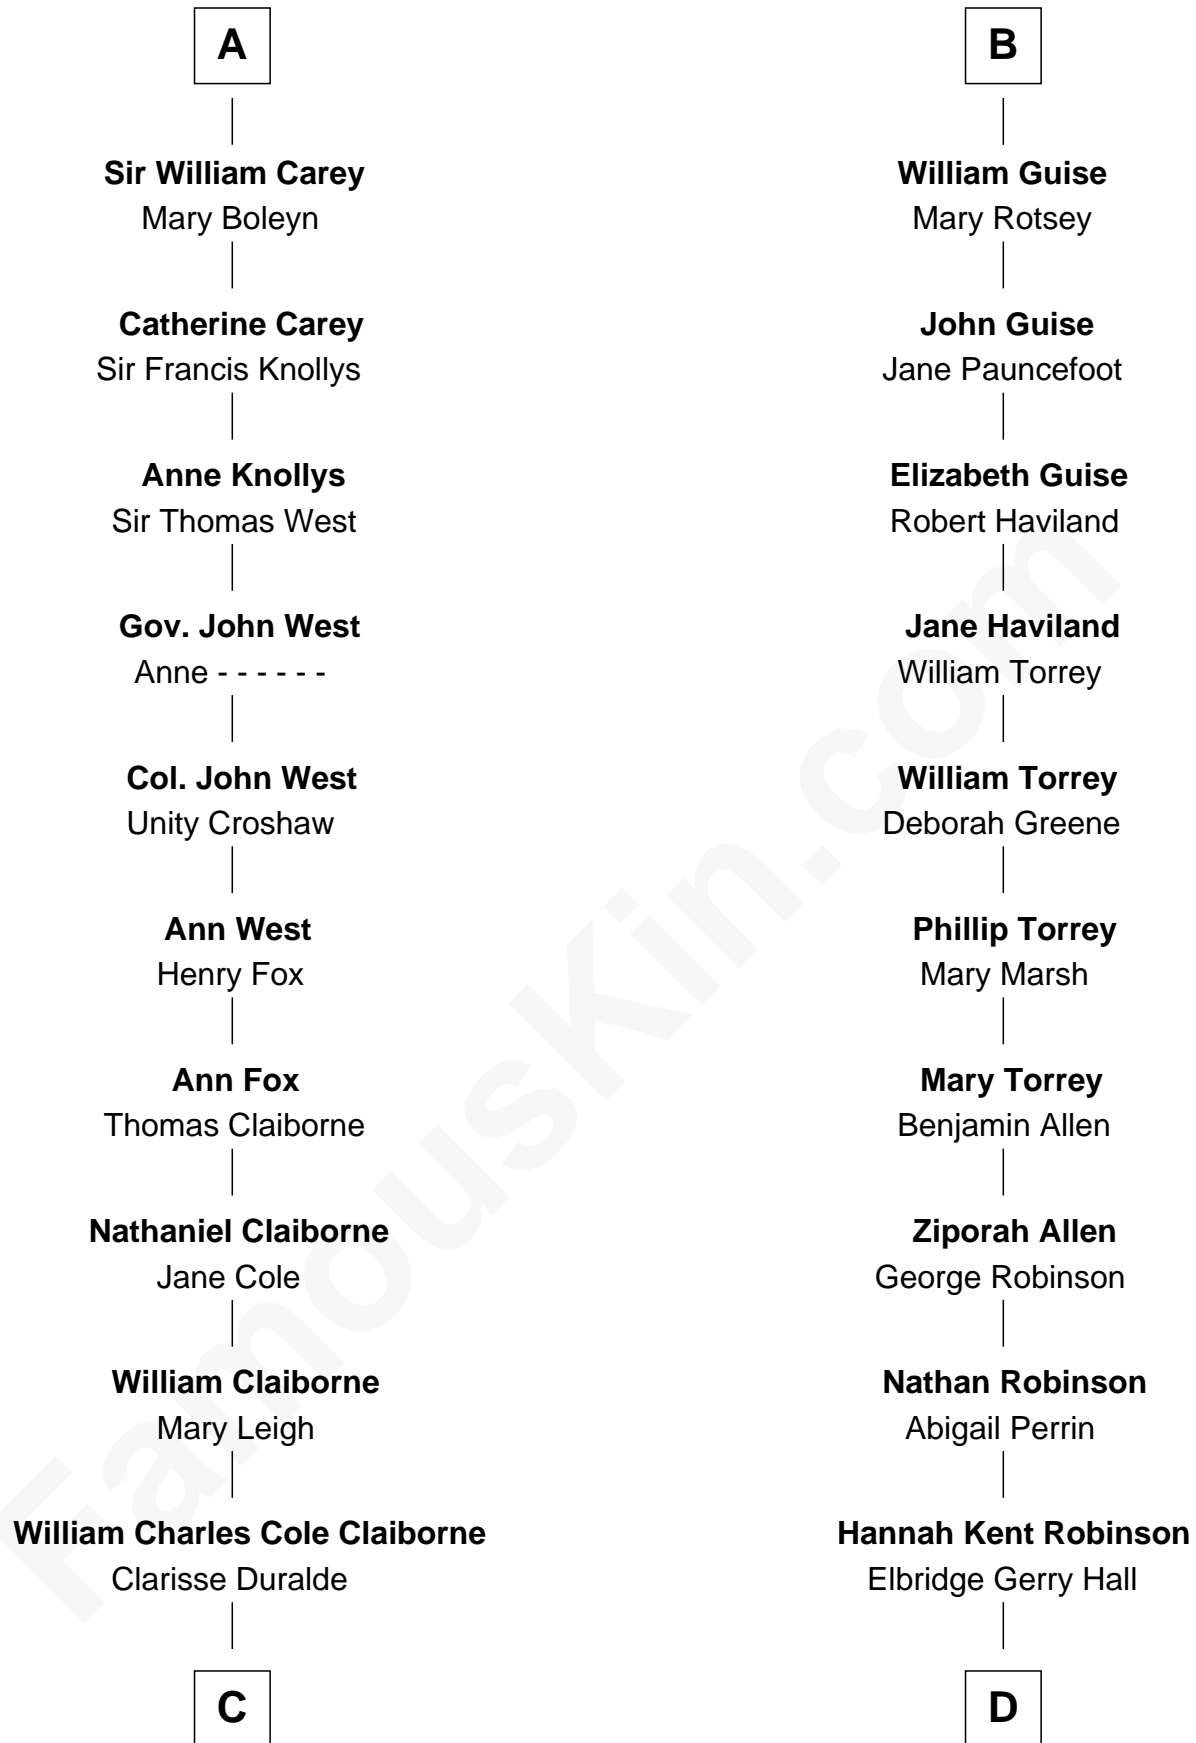 A
Sir William Carey
Mary Boleyn
Catherine Carey
Sir Francis Knollys
Anne Knollys
Sir Thomas West
Gov. John West
Anne - - - - - -
Col. John West
Unity Croshaw
Ann West
Henry Fox
Ann Fox
Thomas Claiborne
Nathaniel Claiborne
Jane Cole
William Claiborne
Mary Leigh
William Charles Cole Claiborne
Clarisse Duralde
C
B
William Guise
Mary Rotsey
John Guise
Jane Pauncefoot
Elizabeth Guise
Robert Haviland
Jane Haviland
William Torrey
William Torrey
Deborah Greene
Phillip Torrey
Mary Marsh
Mary Torrey
Benjamin Allen
Ziporah Allen
George Robinson
Nathan Robinson
Abigail Perrin
Hannah Kent Robinson
Elbridge Gerry Hall
D
FamousKin.com